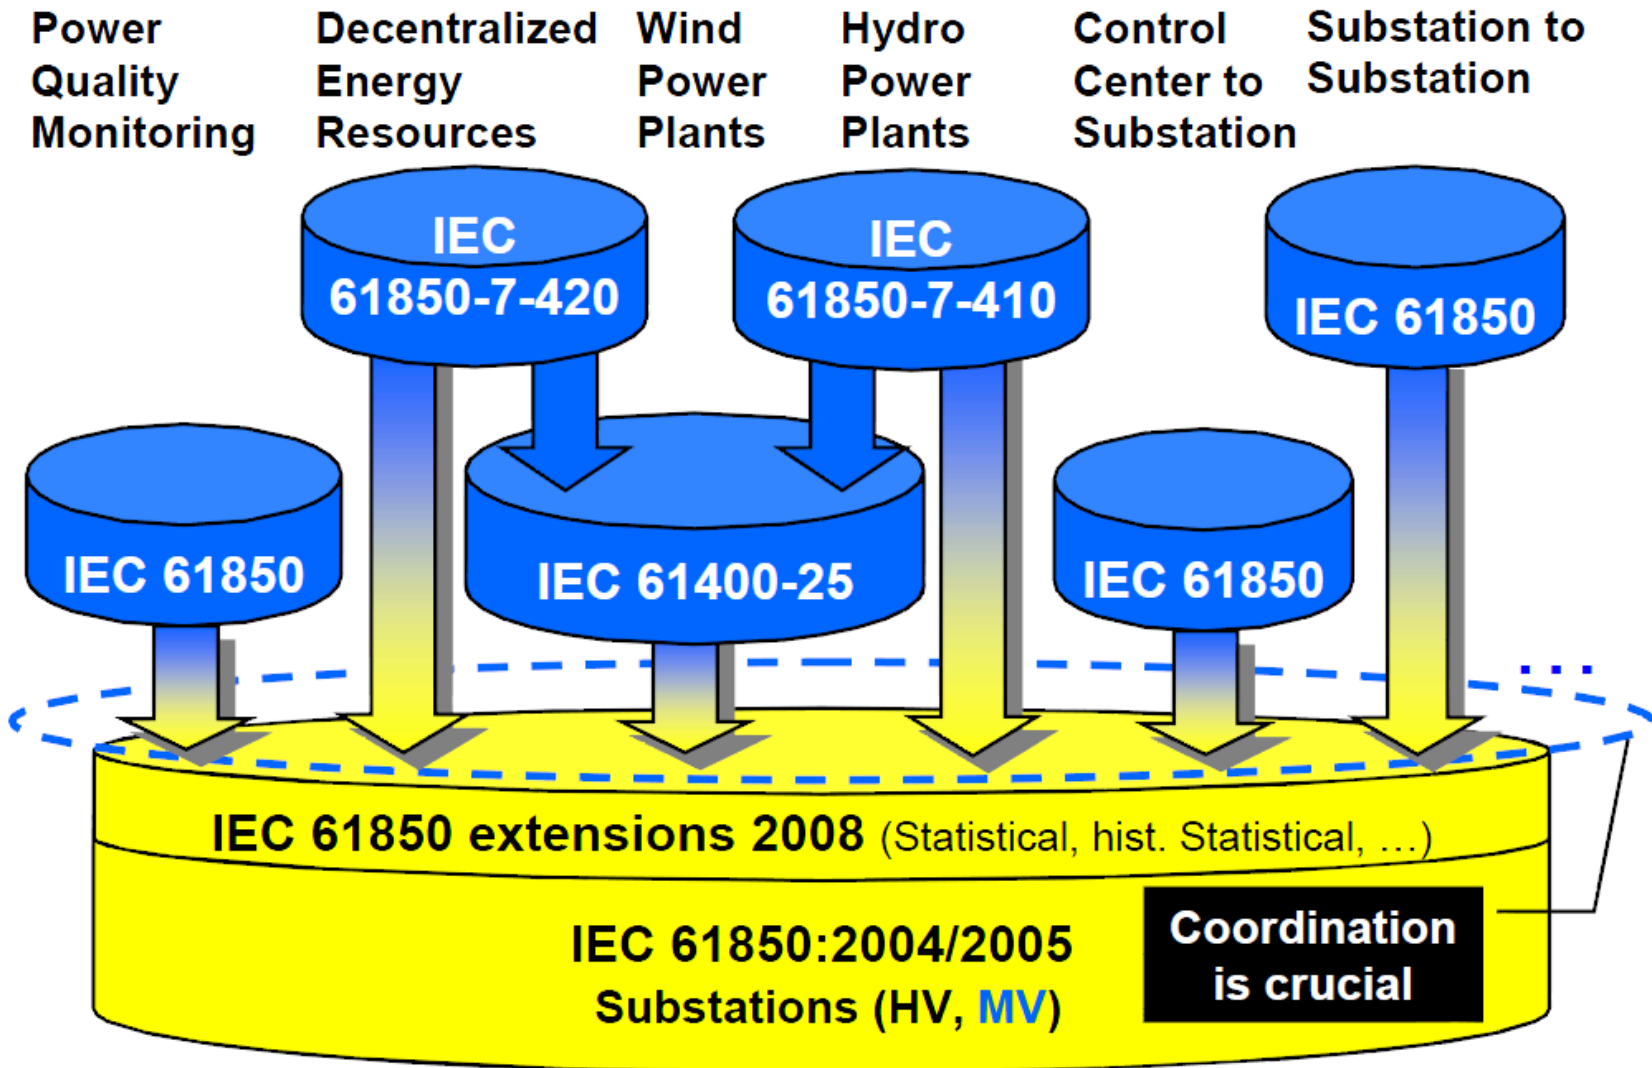 Power
Quality
Monitoring
Decentralized
Energy
Resources
Wind
Power
Plants
Hydro
Power
Plants
Control
Center to
Substation
Substation to
Substation
IEC
61850-7-420
IEC
61850-7-410
IEC 61850
IEC 61850
IEC 61400-25
IEC 61850
...
IEC 61850 extensions 2008 (Statistical, hist. Statistical, ...)
IEC 61850:2004/2005
Substations (HV, MV)
Coordination
is crucial